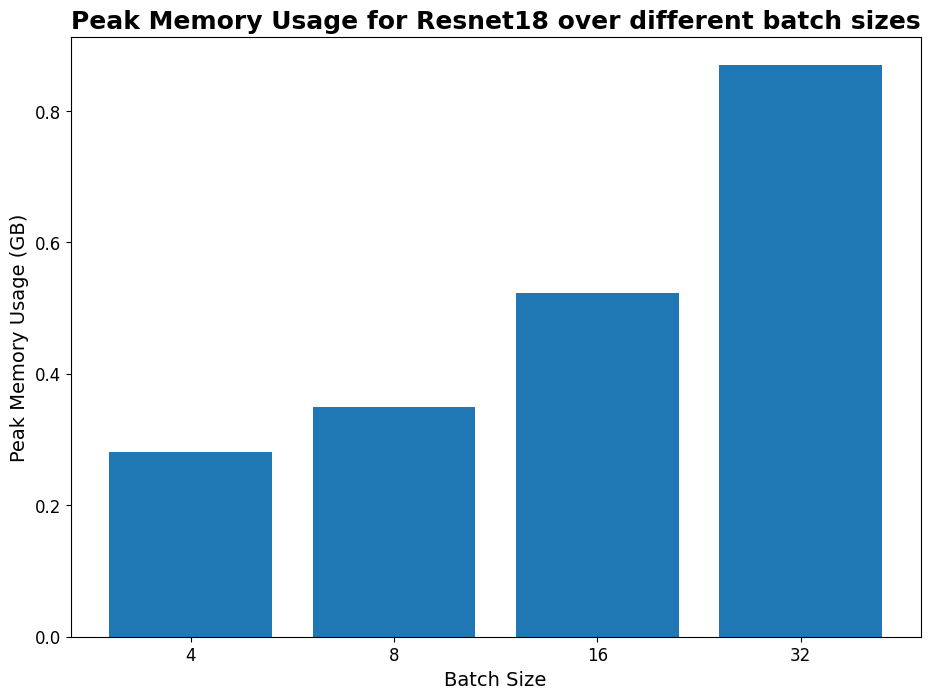 Peak Memory Usage for Resnet18 over different batch sizes
Peak Memory Usage (GB)
0.8
0.6
0.4
0.2
0.0
4 8 16 32
Batch Size